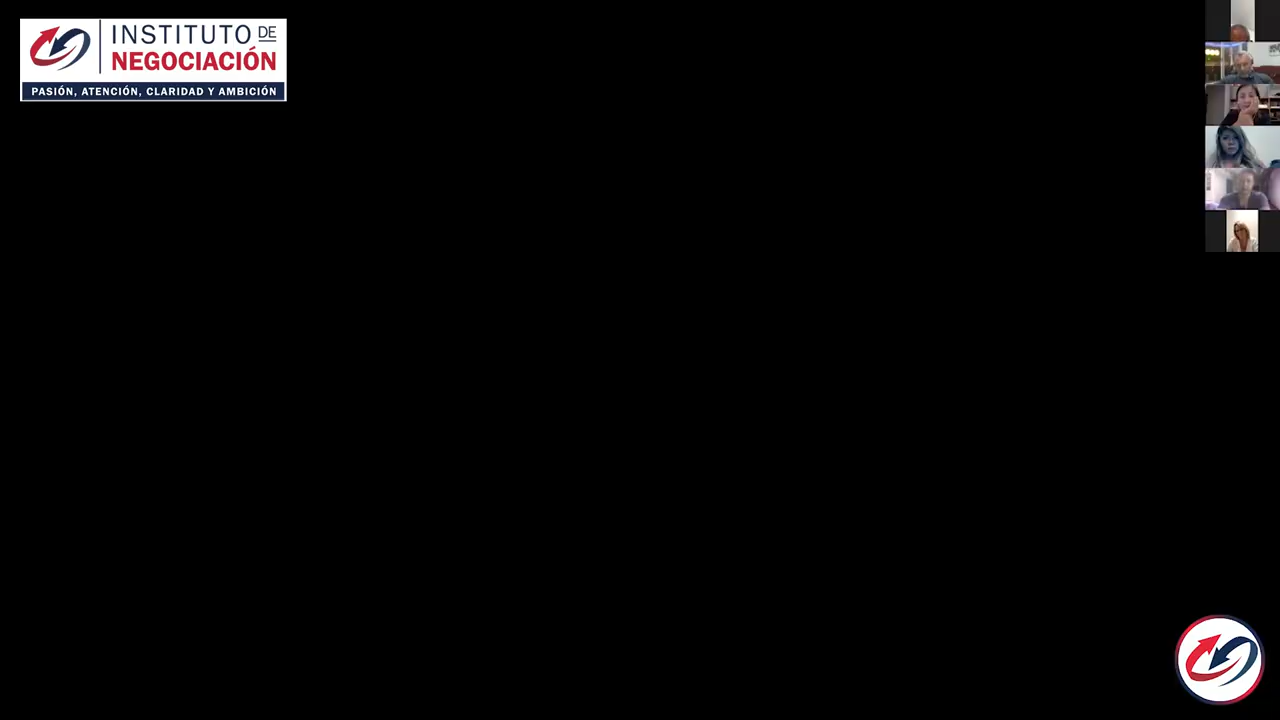 INSTITUTO DE
NEGOCIACIÓN
PASIÓN, ATENCIÓN, CLARIDAD Y AMBICIÓN